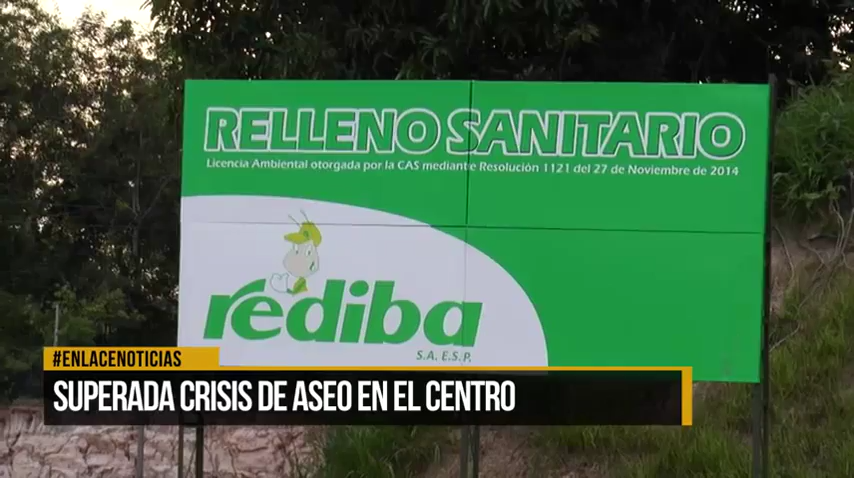 RELLENO SANITARIO
Licencia Ambiental otorgada por la CAS mediante Resolución 1121 del 27 de Noviembre de 2014
rediba
S.A. E.S.P.
#ENLACENOTICIAS
SUPERADA CRISIS DE ASEO EN EL CENTRO